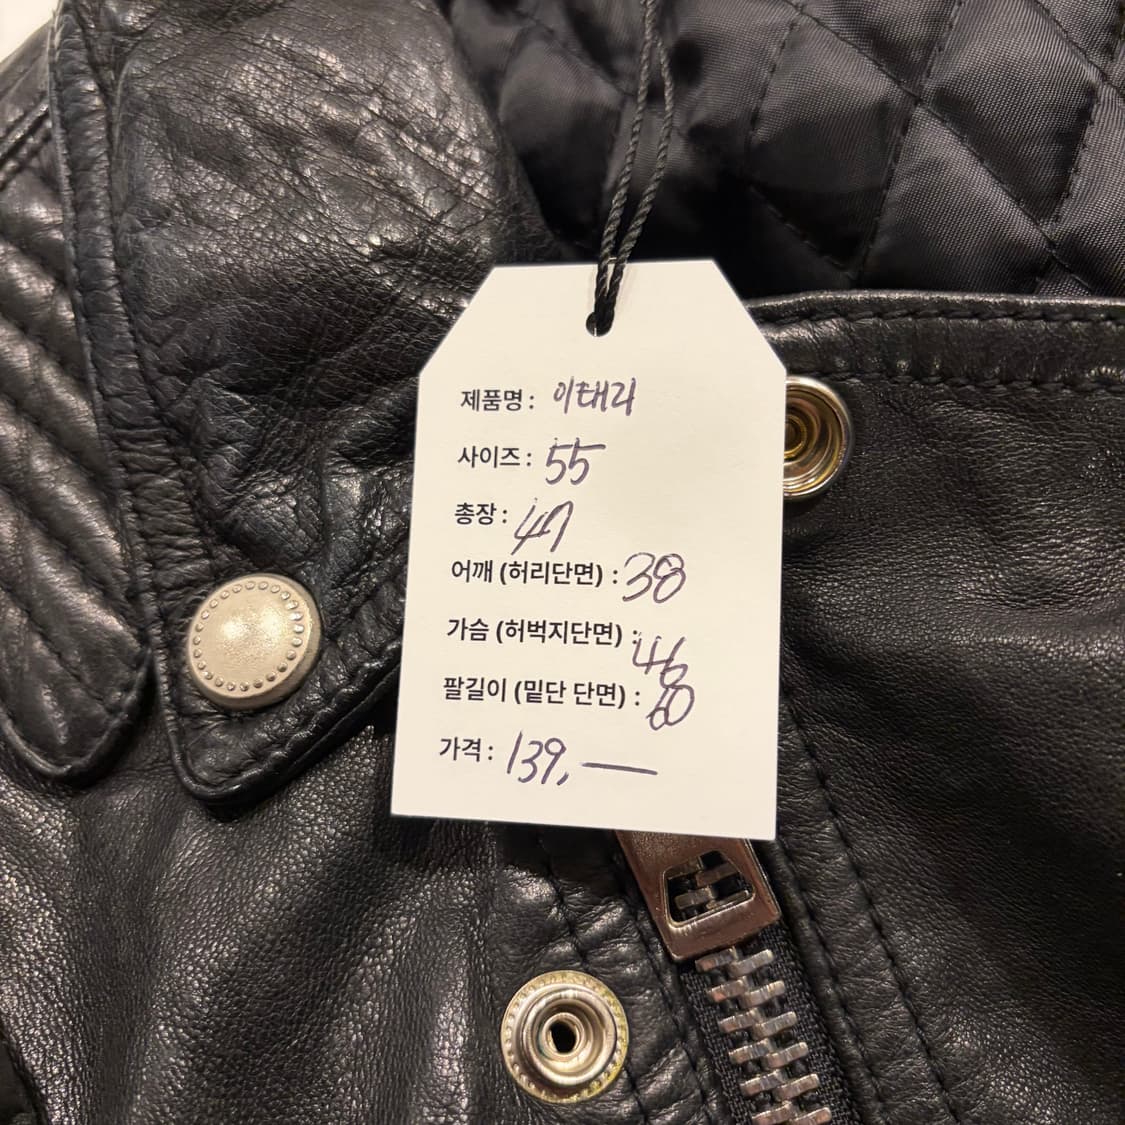 제품명 : 이태리
사이즈 : 55
총장 : 47
어깨 (허리단면) : 38
가슴 (허벅지단면) : 46
팔길이 (밑단 단면) : 60
가격 : 139,—